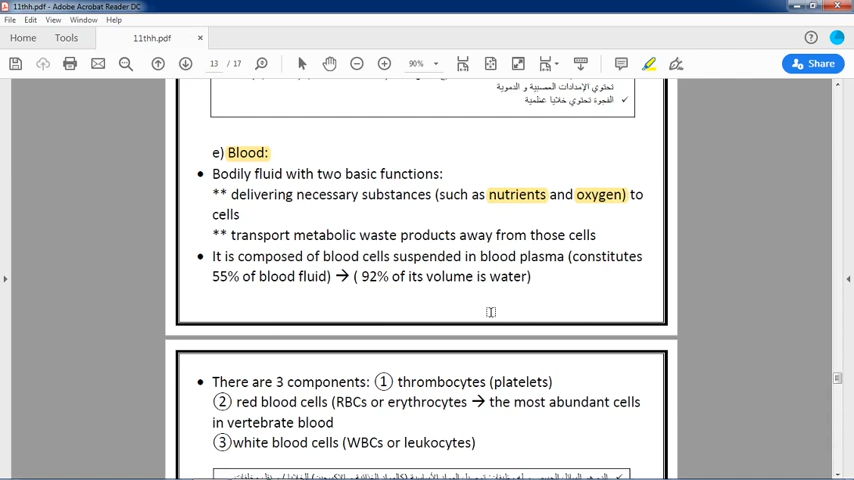 11thh.pdf - Adobe Acrobat Reader DC
File Edit View Window Help
Home Tools 11thh.pdf ×
13 / 17 90% Share
تحتوي الإمدادات العصبية و الدموية
✓ الفجوة تحتوي خلايا عظمية
e) Blood:
• Bodily fluid with two basic functions:
** delivering necessary substances (such as nutrients and oxygen) to
cells
** transport metabolic waste products away from those cells
• It is composed of blood cells suspended in blood plasma (constitutes
55% of blood fluid) → ( 92% of its volume is water)
• There are 3 components: ① thrombocytes (platelets)
② red blood cells (RBCs or erythrocytes → the most abundant cells
in vertebrate blood
③ white blood cells (WBCs or leukocytes)